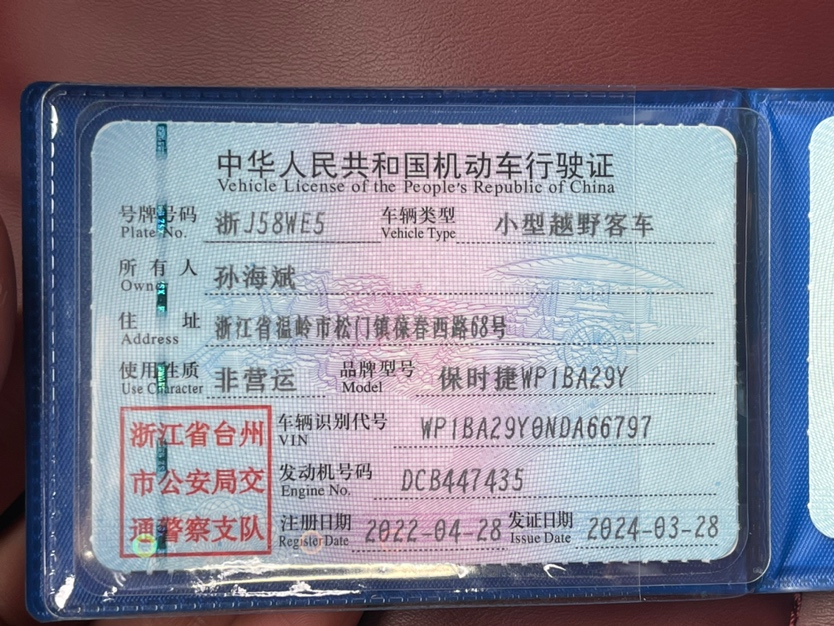 中华人民共和国机动车行驶证
Vehicle License of the People's Republic of China
号牌号码 浙J58WE5 车辆类型 小型越野客车
Plate No. Vehicle Type
所有人 孙海斌
Owner
住址 浙江省温岭市松门镇葆春西路68号
Address
使用性质 非营运 品牌型号 保时捷WP1BA29Y
Use Character Model
浙江省台州
市公安局交
通警察支队
车辆识别代号 WP1BA29Y0NDA66797
VIN
发动机号码 DCB447435
Engine No.
注册日期 2022-04-28 发证日期 2024-03-28
Register Date Issue Date